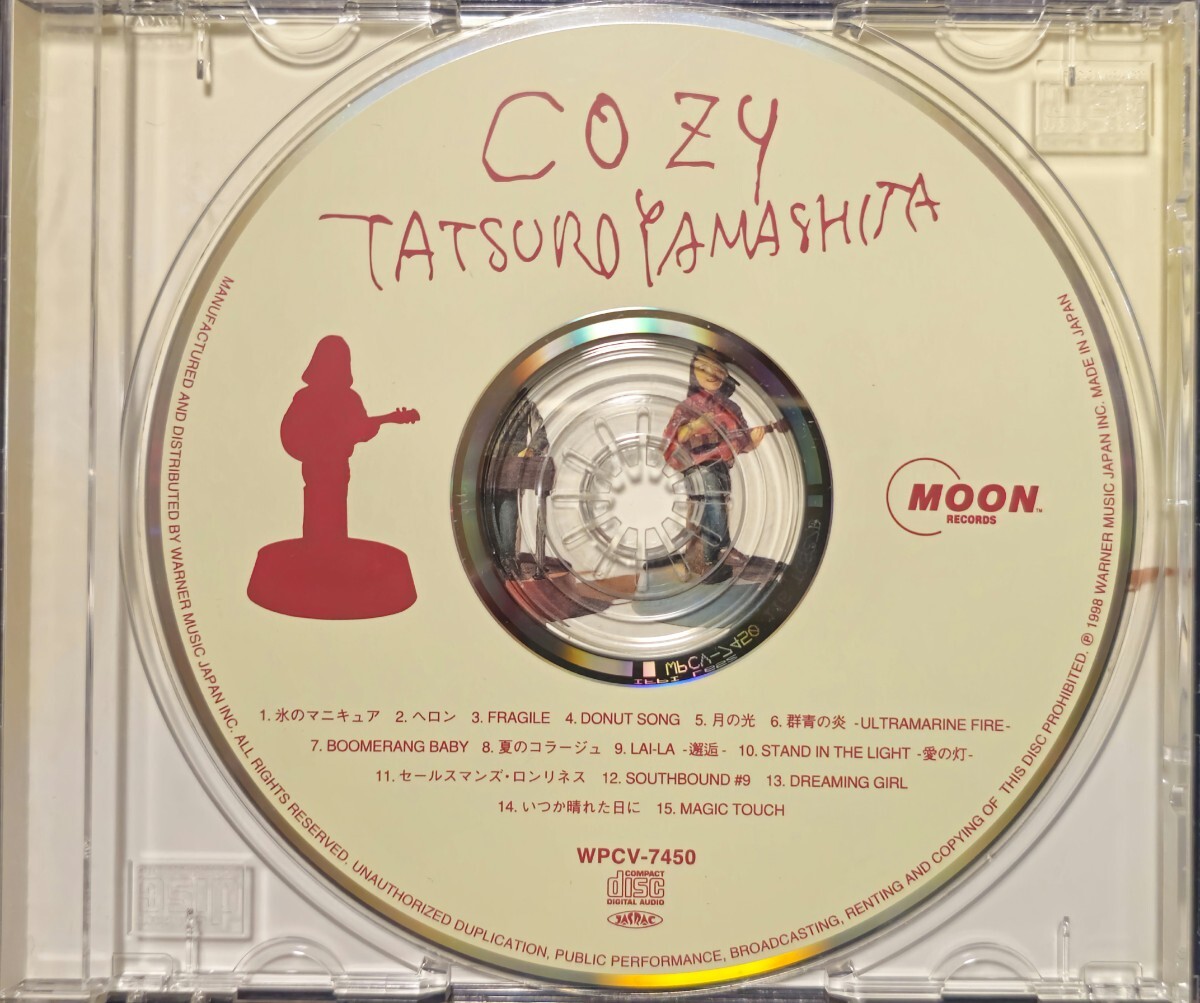 COZY
TATSURO YAMASHITA
MANUFACTURED AND DISTRIBUTED BY WARNER MUSIC JAPAN INC. ALL RIGHTS RESERVED. UNAUTHORIZED DUPLICATION, PUBLIC PERFORMANCE, BROADCASTING, RENTING AND COPYING OF THIS DISC PROHIBITED. ℗ 1998 WARNER MUSIC JAPAN INC. MADE IN JAPAN
MOON™
RECORDS
1. 氷のマニキュア 2. ヘロン 3. FRAGILE 4. DONUT SONG 5. 月の光 6. 群青の炎 -ULTRAMARINE FIRE-
7. BOOMERANG BABY 8. 夏のコラージュ 9. LAI-LA -邂逅- 10. STAND IN THE LIGHT -愛の灯-
11. セールスマンズ・ロンリネス 12. SOUTHBOUND #9 13. DREAMING GIRL
14. いつか晴れた日に 15. MAGIC TOUCH
WPCV-7450
COMPACT
disc
DIGITAL AUDIO
JASRAC
WPCV-7450